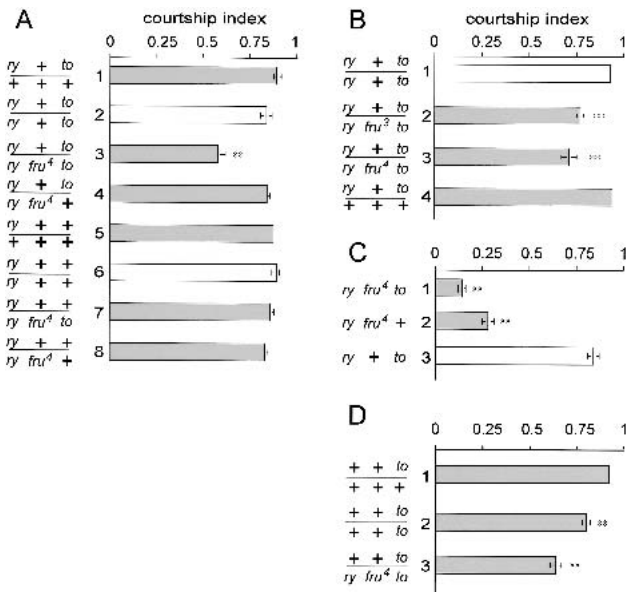 A
courtship index
0 0.25 0.5 0.75 1
ry + to
+ + +
1
ry + to
ry + to
2
ry + to
ry fru4 to
3
**
ry + to
ry fru4 +
4
ry + +
+ + +
5
ry + +
ry + +
6
ry + +
ry fru4 to
7
ry + +
ry fru4 +
8
B
courtship index
0 0.25 0.5 0.75 1
ry + to
ry + to
1
ry + to
ry fru3 to
2
***
ry + to
ry fru4 to
3
***
ry + to
+ + +
4
C
0 0.25 0.5 0.75 1
ry fru4 to
1
**
ry fru4 +
2
**
ry + to
3
D
0 0.25 0.5 0.75 1
+ + to
+ + +
1
+ + to
+ + to
2
**
+ + to
ry fru4 to
3
**